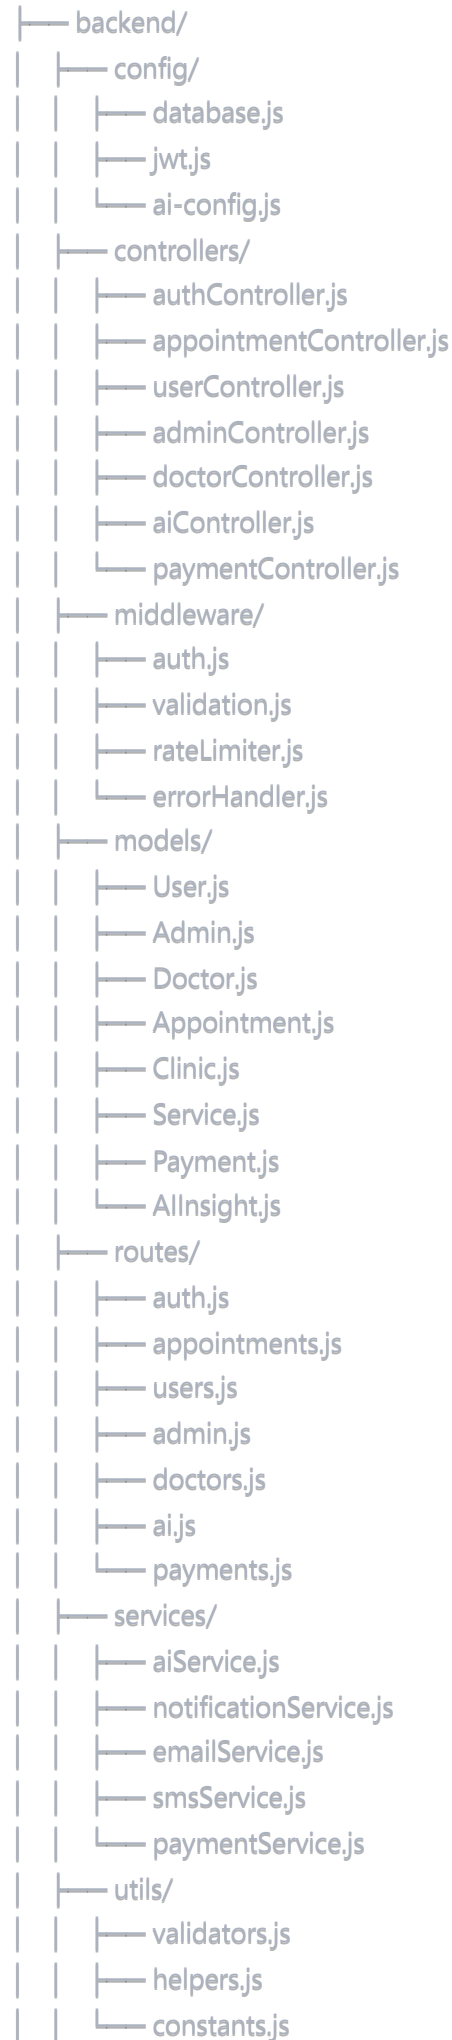 ├── backend/
│   ├── config/
│   │   ├── database.js
│   │   ├── jwt.js
│   │   └── ai-config.js
│   ├── controllers/
│   │   ├── authController.js
│   │   ├── appointmentController.js
│   │   ├── userController.js
│   │   ├── adminController.js
│   │   ├── doctorController.js
│   │   ├── aiController.js
│   │   └── paymentController.js
│   ├── middleware/
│   │   ├── auth.js
│   │   ├── validation.js
│   │   ├── rateLimiter.js
│   │   └── errorHandler.js
│   ├── models/
│   │   ├── User.js
│   │   ├── Admin.js
│   │   ├── Doctor.js
│   │   ├── Appointment.js
│   │   ├── Clinic.js
│   │   ├── Service.js
│   │   ├── Payment.js
│   │   └── AIInsight.js
│   ├── routes/
│   │   ├── auth.js
│   │   ├── appointments.js
│   │   ├── users.js
│   │   ├── admin.js
│   │   ├── doctors.js
│   │   ├── ai.js
│   │   └── payments.js
│   ├── services/
│   │   ├── aiService.js
│   │   ├── notificationService.js
│   │   ├── emailService.js
│   │   ├── smsService.js
│   │   └── paymentService.js
│   ├── utils/
│   │   ├── validators.js
│   │   ├── helpers.js
│   │   └── constants.js